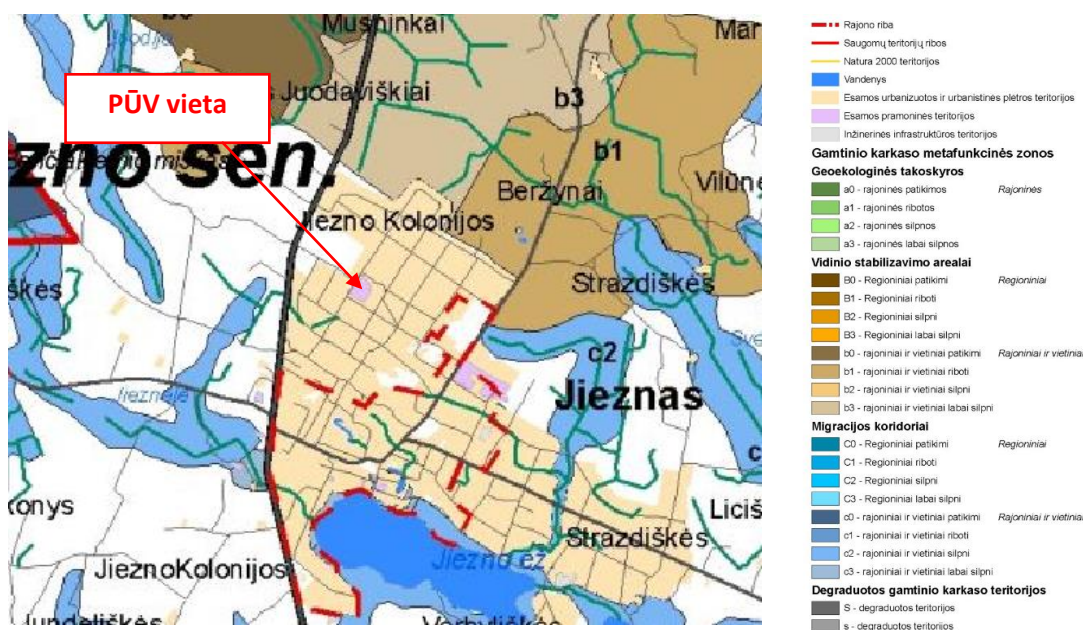 Mushinkai
Mar
PŪV vieta
Juodaviškiai
b3
b1
zno sen.
Beržynai
Vilūne
Jiezno Kolonijos
škės
Strazdiškės
c2
Jieznas
Jieznelė
konys
Liciš
Strazdiškės
Jiezno ež.
JieznoKolonijos
Jundeliškės
Verbyliškės
Rajono riba
Saugomų teritorijų ribos
Natura 2000 teritorijos
Vandenys
Esamos urbanizuotos ir urbanistinės plėtros teritorijos
Esamos pramoninės teritorijos
Inžinerinės infrastruktūros teritorijos
Gamtinio karkaso metafunkcinės zonos
Geoekologinės takoskyros
a0 - rajoninės patikimos Rajoninės
a1 - rajoninės ribotos
a2 - rajoninės silpnos
a3 - rajoninės labai silpnos
Vidinio stabilizavimo arealai
B0 - Regioniniai patikimi Regioniniai
B1 - Regioniniai riboti
B2 - Regioniniai silpni
B3 - Regioniniai labai silpni
b0 - rajoniniai ir vietiniai patikimi Rajoniniai ir vietiniai
b1 - rajoniniai ir vietiniai riboti
b2 - rajoniniai ir vietiniai silpni
b3 - rajoniniai ir vietiniai labai silpni
Migracijos koridoriai
C0 - Regioniniai patikimi Regioniniai
C1 - Regioniniai riboti
C2 - Regioniniai silpni
C3 - Regioniniai labai silpni
c0 - rajoniniai ir vietiniai patikimi Rajoniniai ir vietiniai
c1 - rajoniniai ir vietiniai riboti
c2 - rajoniniai ir vietiniai silpni
c3 - rajoniniai ir vietiniai labai silpni
Degraduotos gamtinio karkaso teritorijos
S - degraduotos teritorijos
s - degraduotos teritorijos